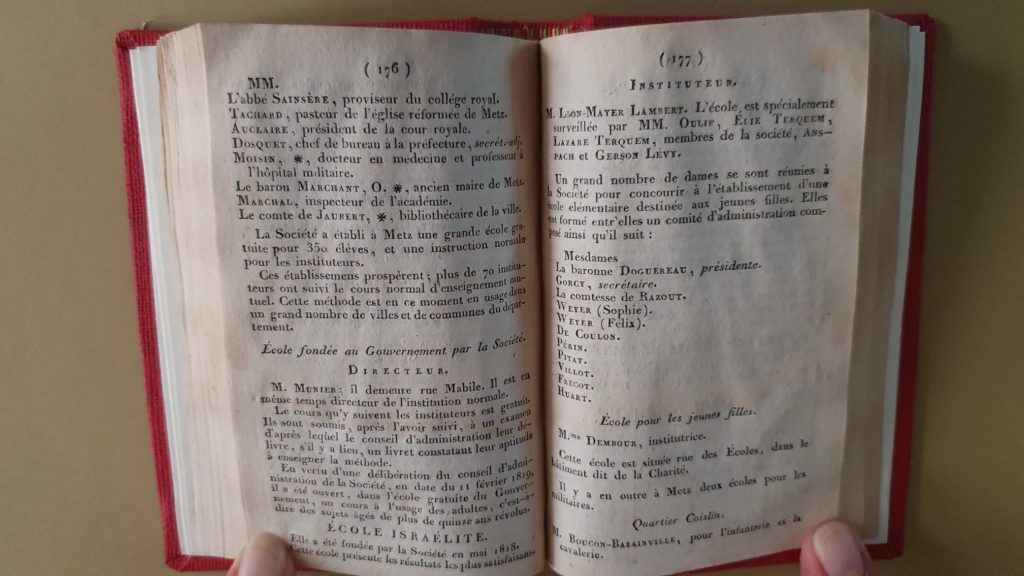 ( 176 )
MM.
L'abbé SAINSÈRE, proviseur du collége royal.
TACHARD, pasteur de l'église réformée de Metz.
AUCLAIRE, président de la cour royale.
DOSQUET, chef de bureau à la préfecture, secrét.-adj.
MOISIN, ✻, docteur en médecine et professeur à
l'hôpital militaire.
Le baron MARCHANT, O. ✻, ancien maire de Metz.
MARCHAL, inspecteur de l'académie.
Le comte de JAUBERT, ✻, bibliothécaire de la ville.
La Société a établi à Metz une grande école gra-
tuite pour 350 élèves, et une instruction normale
pour les instituteurs.
Ces établissemens prospèrent ; plus de 70 institu-
teurs ont suivi le cours normal d'enseignement mu-
tuel. Cette méthode est en ce moment en usage dans
un grand nombre de villes et de communes du dépar-
tement.
École fondée au Gouvernement par la Société.
DIRECTEUR.
M. MUNIER ; il demeure rue Mabile. Il est en
même temps directeur de l'institution normale.
Le cours qu'y suivent les instituteurs est gratuit.
Ils sont soumis, après l'avoir suivi, à un examen
d'après lequel le conseil d'administration leur dé-
livre, s'il y a lieu, un livret constatant leur aptitude
à enseigner la méthode.
En vertu d'une délibération du conseil d'admi-
nistration de la Société, en date du 11 février 1819,
il a été ouvert, dans l'école gratuite du Gouver-
nement, un cours à l'usage des adultes, c'est-à-
dire des sujets âgés de plus de quinze ans révolus.
ÉCOLE ISRAÉLITE.
Elle a été fondée par la Société en mai 1818.
Cette école présente les résultats les plus satisfaisans.
( 177 )
INSTITUTEUR.
M. LION-MAYER LAMBERT. L'école est spécialement
surveillée par MM. OULIF, ELIE TERQUEM,
LAZARE TERQUEM, membres de la société, ANS-
PACH et GERSON LÉVY.
Un grand nombre de dames se sont réunies à
la Société pour concourir à l'établissement d'une
école élémentaire destinée aux jeunes filles. Elles
ont formé entr'elles un comité d'administration com-
posé ainsi qu'il suit :
Mesdames
La baronne DOGUEREAU, présidente.
GORCY, secrétaire.
La comtesse de RAZOUT.
WEYER (Sophie).
WEYER (Félix).
DE COULON.
PÉRIN.
PITAT.
VILLOT.
FRECOT.
HUART.
École pour les jeunes filles.
M.me DEMBOUR, institutrice.
Cette école est située rue des Écoles, dans le
bâtiment dit de la Charité.
Il y a en outre à Metz deux écoles pour les
militaires.
Quartier Coislin.
M. BOUCON-BAZAINVILLE, pour l'infanterie et la
cavalerie.